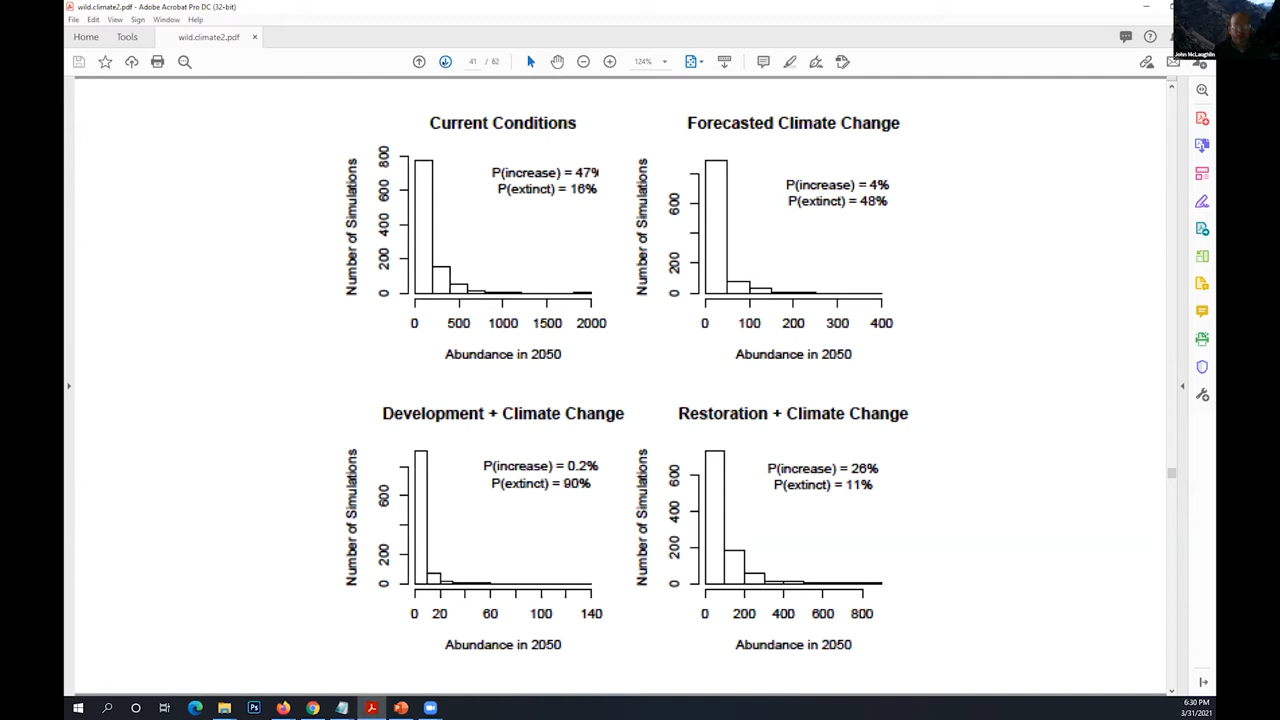 wild.climate2.pdf - Adobe Acrobat Pro DC (32-bit)
File Edit View Sign Window Help
Home Tools wild.climate2.pdf ×
41 / 62
124%
John McLaughlin
Current Conditions
P(increase) = 47%
P(extinct) = 16%
Number of Simulations
800
600
400
200
0
0 500 1000 1500 2000
Abundance in 2050
Forecasted Climate Change
P(increase) = 4%
P(extinct) = 48%
Number of Simulations
600
200
0
0 100 200 300 400
Abundance in 2050
Development + Climate Change
P(increase) = 0.2%
P(extinct) = 90%
Number of Simulations
600
200
0
0 20 60 100 140
Abundance in 2050
Restoration + Climate Change
P(increase) = 26%
P(extinct) = 11%
Number of Simulations
600
400
200
0
0 200 400 600 800
Abundance in 2050
6:30 PM
3/31/2021